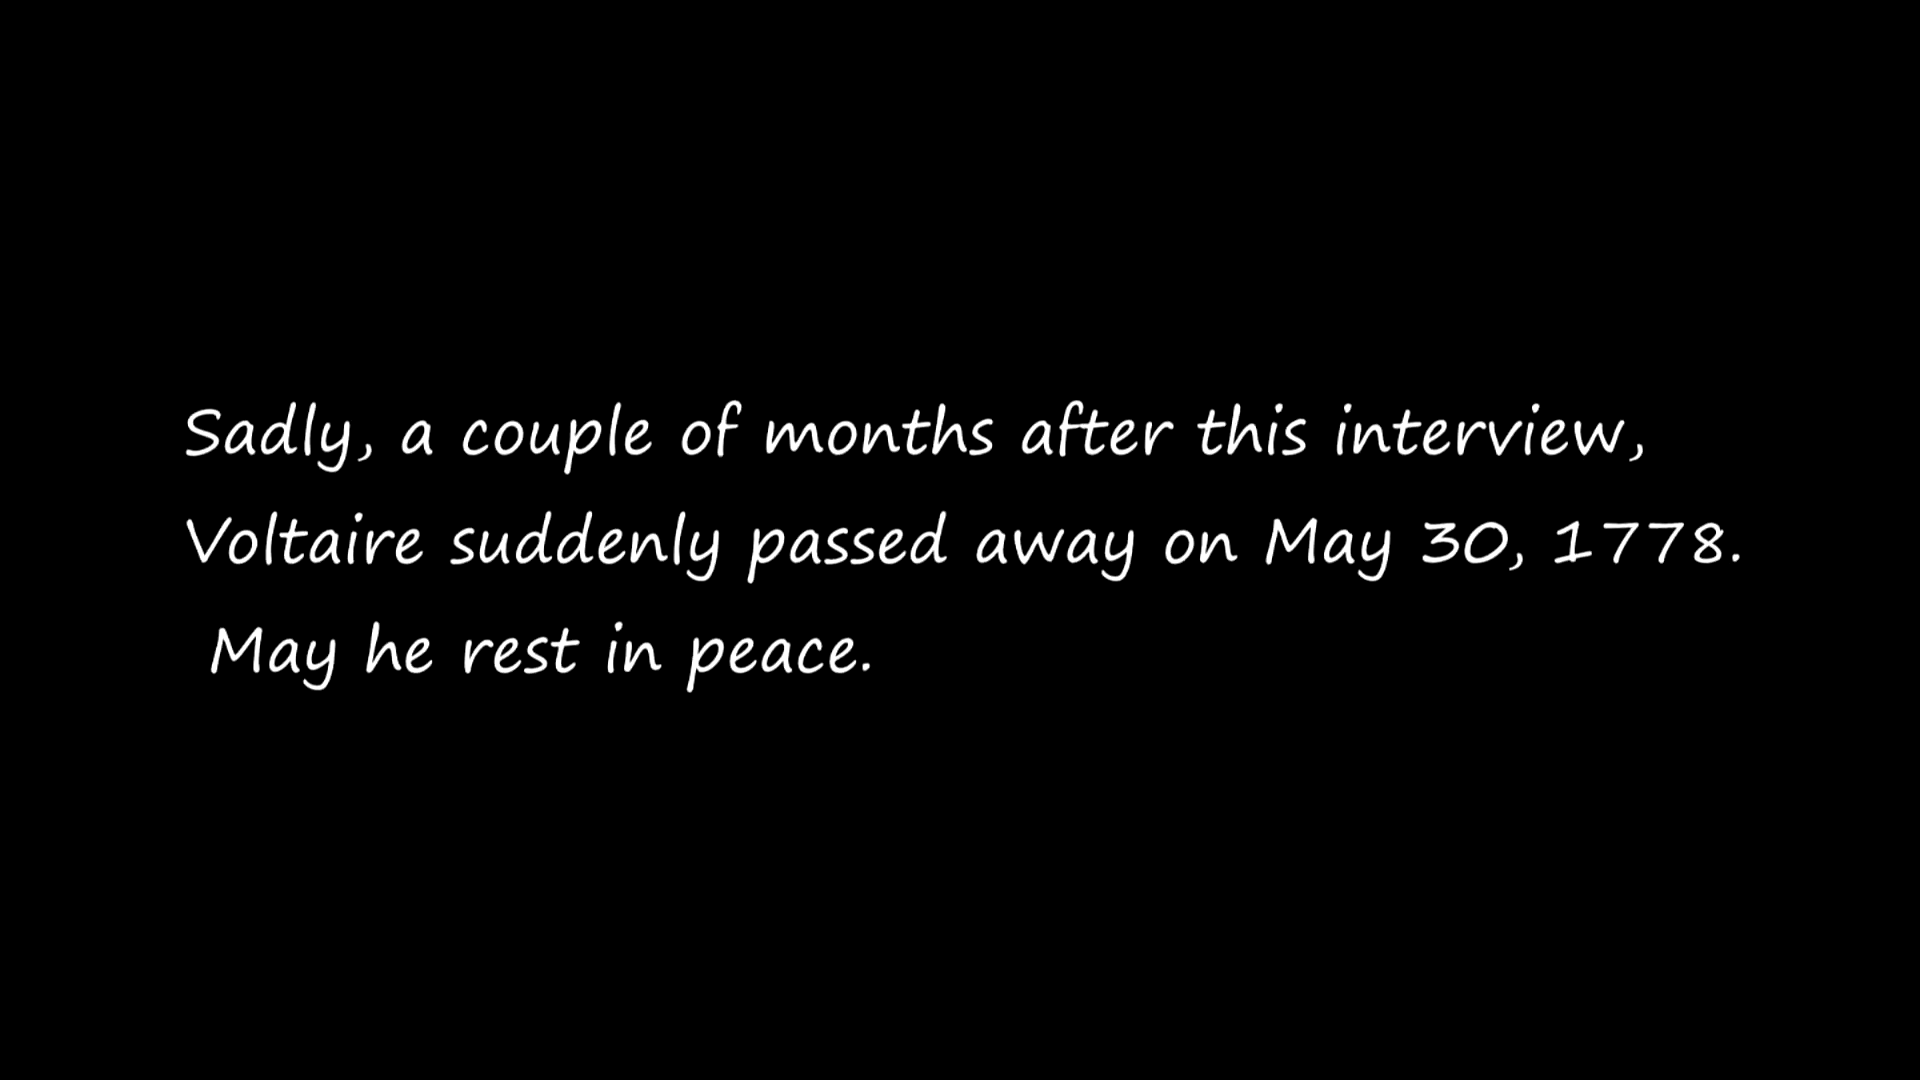 Sadly, a couple of months after this interview,
Voltaire suddenly passed away on May 30, 1778.
May he rest in peace.